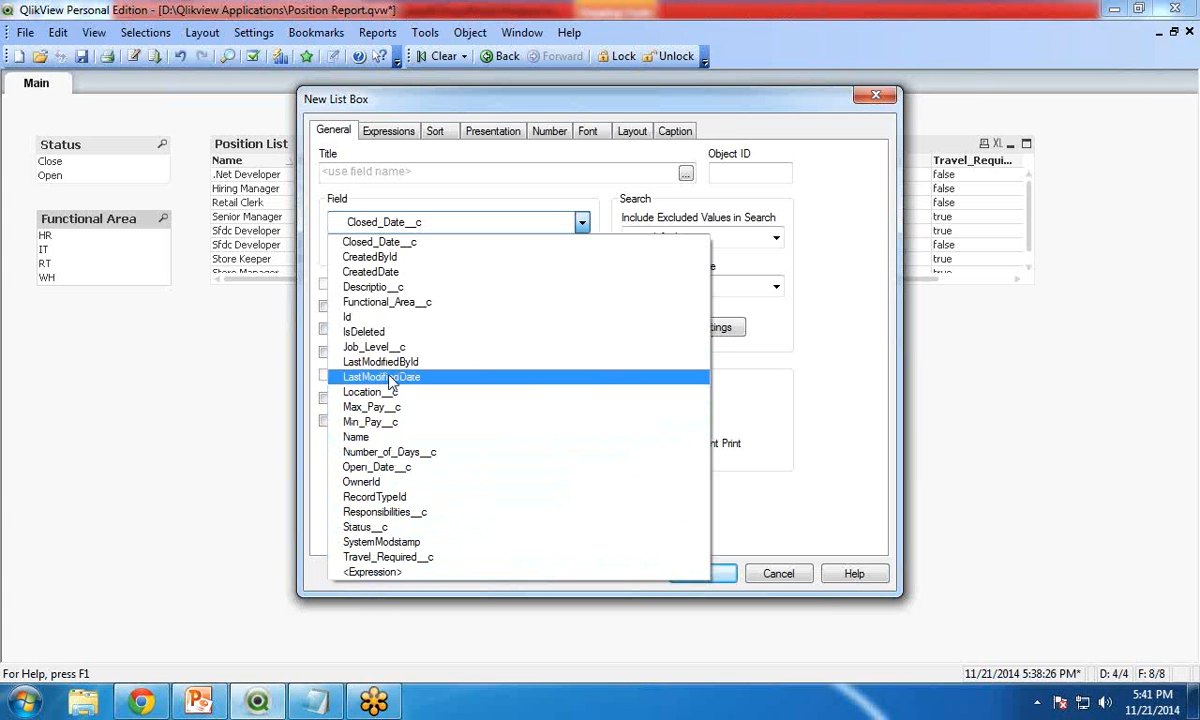 QlikView Personal Edition - [D:\Qlikview Applications\Position Report.qvw*]
File Edit View Selections Layout Settings Bookmarks Reports Tools Object Window Help
Clear Back Forward Lock Unlock
Main
New List Box
General Expressions Sort Presentation Number Font Layout Caption
Title Object ID
<use field name> ...
Field Search
Closed_Date__c Include Excluded Values in Search
Closed_Date__c
CreatedById
CreatedDate
Descriptio__c
Functional_Area__c
Id
IsDeleted
Job_Level__c
LastModifiedById
LastModifiedDate
Location__c
Max_Pay__c
Min_Pay__c
Name
Number_of_Days__c
Open_Date__c
OwnerId
RecordTypeId
Responsibilities__c
Status__c
SystemModstamp
Travel_Required__c
<Expression>
Cancel Help
Status
Close
Open
Functional Area
HR
IT
RT
WH
Position List XL
Name Travel_Requi...
.Net Developer false
Hiring Manager false
Retail Clerk false
Senior Manager true
Sfdc Developer true
Sfdc Developer false
Store Keeper true
Store Manager true
For Help, press F1 11/21/2014 5:38:26 PM* D: 4/4 F: 8/8
5:41 PM
11/21/2014